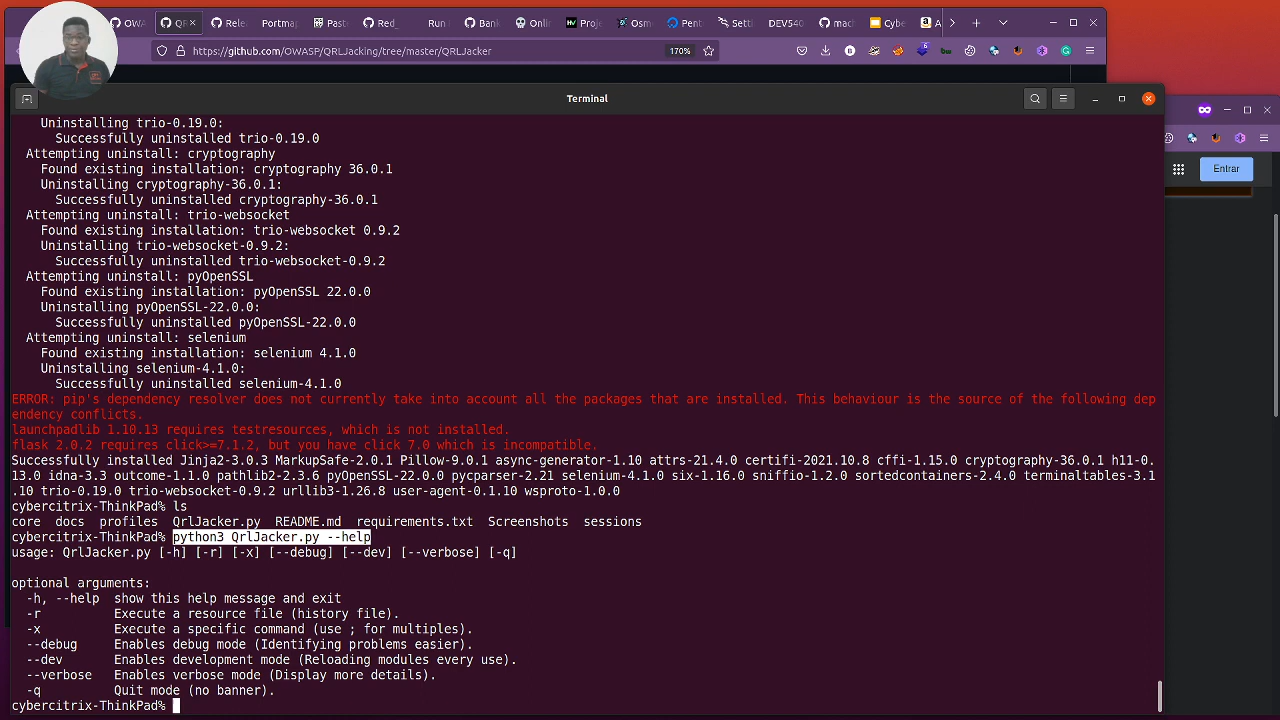 OWA
QR
Relea
Portmap
Paste
Red_
Run I
Bank
Onlin
HV Proje
Osm
Pent
Setti
DEV540
mach
Cybe
a A
https://github.com/OWASP/QRLJacking/tree/master/QRLJacker 170%
Terminal
Entrar
Uninstalling trio-0.19.0:
Successfully uninstalled trio-0.19.0
Attempting uninstall: cryptography
Found existing installation: cryptography 36.0.1
Uninstalling cryptography-36.0.1:
Successfully uninstalled cryptography-36.0.1
Attempting uninstall: trio-websocket
Found existing installation: trio-websocket 0.9.2
Uninstalling trio-websocket-0.9.2:
Successfully uninstalled trio-websocket-0.9.2
Attempting uninstall: pyOpenSSL
Found existing installation: pyOpenSSL 22.0.0
Uninstalling pyOpenSSL-22.0.0:
Successfully uninstalled pyOpenSSL-22.0.0
Attempting uninstall: selenium
Found existing installation: selenium 4.1.0
Uninstalling selenium-4.1.0:
Successfully uninstalled selenium-4.1.0
ERROR: pip's dependency resolver does not currently take into account all the packages that are installed. This behaviour is the source of the following dep
endency conflicts.
launchpadlib 1.10.13 requires testresources, which is not installed.
flask 2.0.2 requires click>=7.1.2, but you have click 7.0 which is incompatible.
Successfully installed Jinja2-3.0.3 MarkupSafe-2.0.1 Pillow-9.0.1 async-generator-1.10 attrs-21.4.0 certifi-2021.10.8 cffi-1.15.0 cryptography-36.0.1 h11-0.
13.0 idna-3.3 outcome-1.1.0 pathlib2-2.3.6 pyOpenSSL-22.0.0 pycparser-2.21 selenium-4.1.0 six-1.16.0 sniffio-1.2.0 sortedcontainers-2.4.0 terminaltables-3.1
.10 trio-0.19.0 trio-websocket-0.9.2 urllib3-1.26.8 user-agent-0.1.10 wsproto-1.0.0
cybercitrix-ThinkPad% ls
core docs profiles QrlJacker.py README.md requirements.txt Screenshots sessions
cybercitrix-ThinkPad% python3 QrlJacker.py --help
usage: QrlJacker.py [-h] [-r] [-x] [--debug] [--dev] [--verbose] [-q]
optional arguments:
-h, --help show this help message and exit
-r Execute a resource file (history file).
-x Execute a specific command (use ; for multiples).
--debug Enables debug mode (Identifying problems easier).
--dev Enables development mode (Reloading modules every use).
--verbose Enables verbose mode (Display more details).
-q Quit mode (no banner).
cybercitrix-ThinkPad%